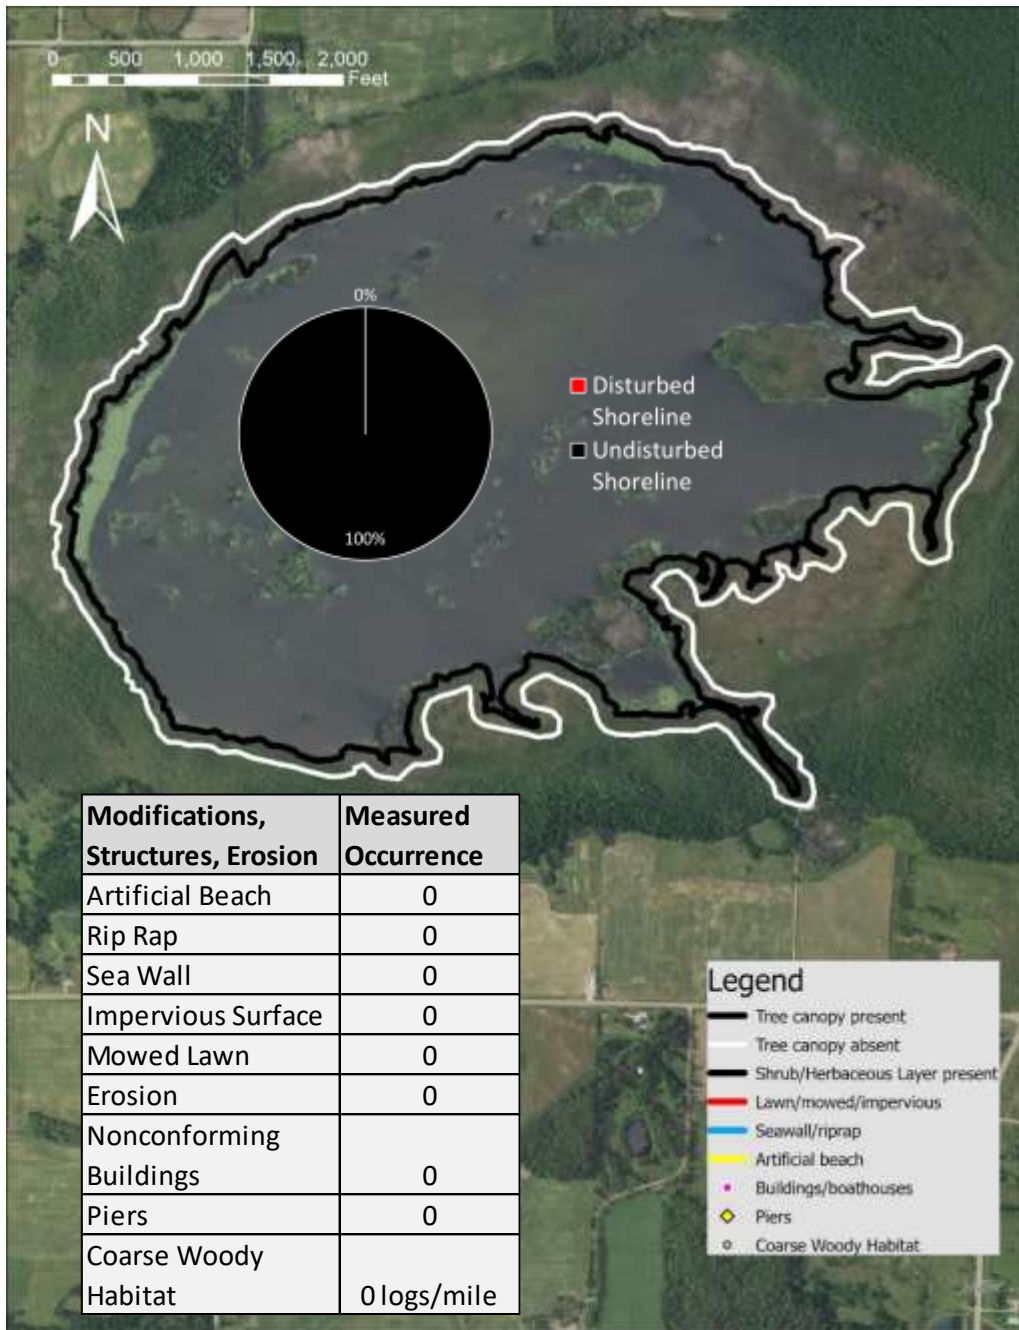 0 500 1,000 1,500 2,000
Feet
N
0%
100%
Disturbed
Shoreline
Undisturbed
Shoreline
Modifications, Structures, Erosion Measured Occurrence
Artificial Beach 0
Rip Rap 0
Sea Wall 0
Impervious Surface 0
Mowed Lawn 0
Erosion 0
Nonconforming
Buildings 0
Piers 0
Coarse Woody
Habitat 0 logs/mile
Legend
Tree canopy present
Tree canopy absent
Shrub/Herbaceous Layer present
Lawn/mowed/impervious
Seawall/riprap
Artificial beach
Buildings/boathouses
Piers
Coarse Woody Habitat